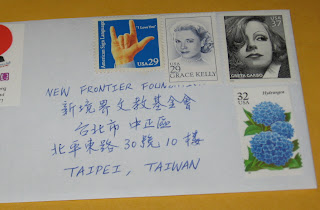 American Sign Language
"I Love You"
USA 29
USA
29
GRACE KELLY
37
GRETA GARBO
NEW FRONTIER
新境界文教基金會
台北市 中正區
北平東路 30號 10樓
TAIPEI, TAIWAN
32
USA
Hydrangea
園